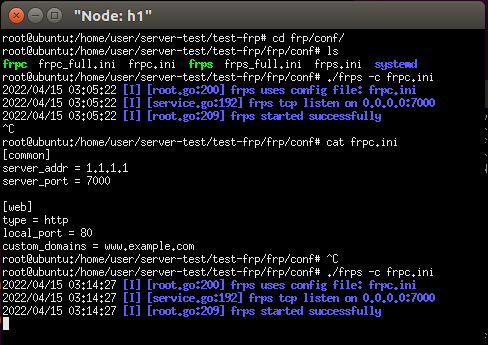 "Node: h1"
root@ubuntu:/home/user/server-test/test-frp# cd frp/conf/
root@ubuntu:/home/user/server-test/test-frp/frp/conf# ls
frpc frpc_full.ini frpc.ini frps frps_full.ini frps.ini systemd
root@ubuntu:/home/user/server-test/test-frp/frp/conf# ./frps -c frpc.ini
2022/04/15 03:05:22 [I] [root.go:200] frps uses config file: frpc.ini
2022/04/15 03:05:22 [I] [service.go:192] frps tcp listen on 0.0.0.0:7000
2022/04/15 03:05:22 [I] [root.go:209] frps started successfully
^C
root@ubuntu:/home/user/server-test/test-frp/frp/conf# cat frpc.ini
[common]
server_addr = 1.1.1.1
server_port = 7000
[web]
type = http
local_port = 80
custom_domains = www.example.com
root@ubuntu:/home/user/server-test/test-frp/frp/conf# ^C
root@ubuntu:/home/user/server-test/test-frp/frp/conf# ./frps -c frpc.ini
2022/04/15 03:14:27 [I] [root.go:200] frps uses config file: frpc.ini
2022/04/15 03:14:27 [I] [service.go:192] frps tcp listen on 0.0.0.0:7000
2022/04/15 03:14:27 [I] [root.go:209] frps started successfully